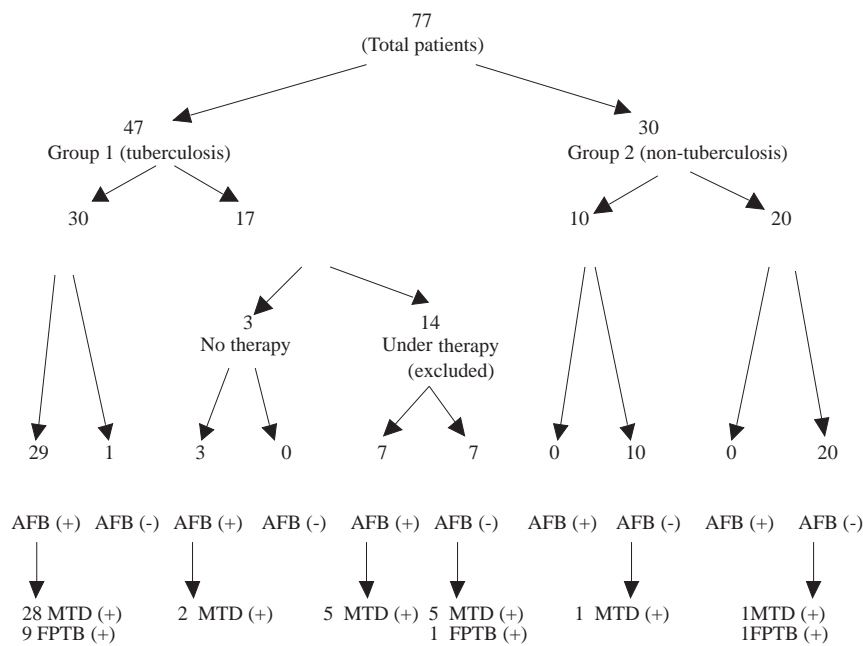 77
(Total patients)
47
Group 1 (tuberculosis)
30
Group 2 (non-tuberculosis)
30
17
10
20
3
No therapy
14
Under therapy
(excluded)
29
1
3
0
7
7
0
10
0
20
AFB (+)
AFB (-)
AFB (+)
AFB (-)
AFB (+)
AFB (-)
AFB (+)
AFB (-)
AFB (+)
AFB (-)
28 MTD (+)
9 FPTB (+)
2 MTD (+)
5 MTD (+)
5 MTD (+)
1 FPTB (+)
1 MTD (+)
1MTD (+)
1FPTB (+)